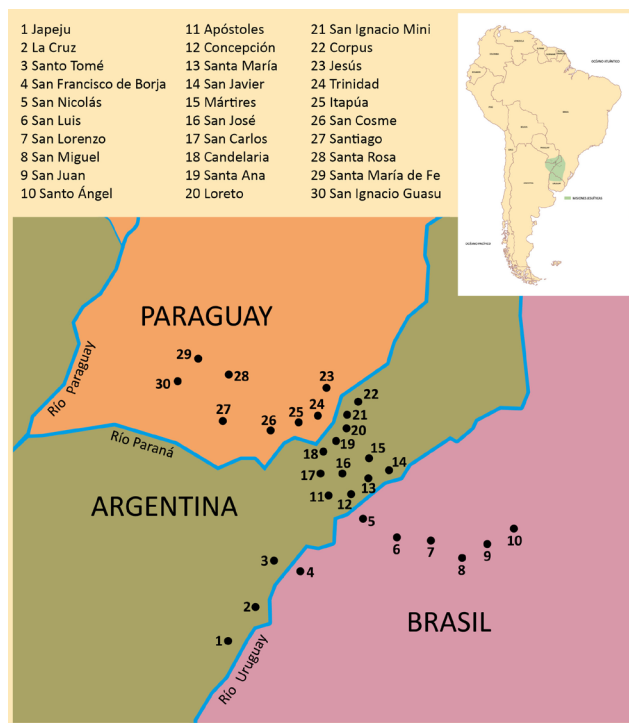 1 Japeju
2 La Cruz
3 Santo Tomé
4 San Francisco de Borja
5 San Nicolás
6 San Luis
7 San Lorenzo
8 San Miguel
9 San Juan
10 Santo Ángel
11 Apóstoles
12 Concepción
13 Santa María
14 San Javier
15 Mártires
16 San José
17 San Carlos
18 Candelaria
19 Santa Ana
20 Loreto
21 San Ignacio Mini
22 Corpus
23 Jesús
24 Trinidad
25 Itapúa
26 San Cosme
27 Santiago
28 Santa Rosa
29 Santa María de Fe
30 San Ignacio Guasu
OCÉANO ATLÁNTICO
OCÉANO PACÍFICO
MISIONES JESUÍTICAS
PARAGUAY
29
28
30
23
22
27
26
25
24
21
20
19
18
17
16
15
14
13
12
11
Río Paraguay
Río Paraná
ARGENTINA
5
6
7
8
9
10
3
4
2
1
BRASIL
Río Uruguay